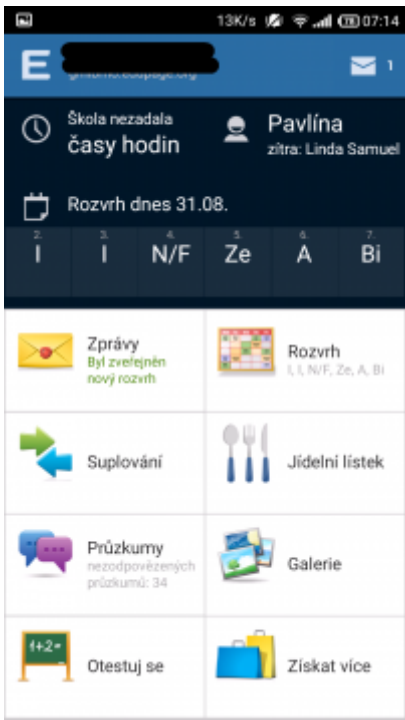 13K/s 78 07:14
E
1
Škola nezadala
časy hodin
Pavlína
zítra: Linda Samuel
Rozvrh dnes 31.08.
2. 3. 4. 5. 6. 7.
I I N/F Ze A Bi
Zprávy
Byl zveřejněn
nový rozvrh
Rozvrh
I, I, N/F, Ze, A, Bi
Suplování
Jídelní lístek
Průzkumy
nezodpovězených
průzkumů: 34
Galerie
1+2=
Otestuj se
Získat více